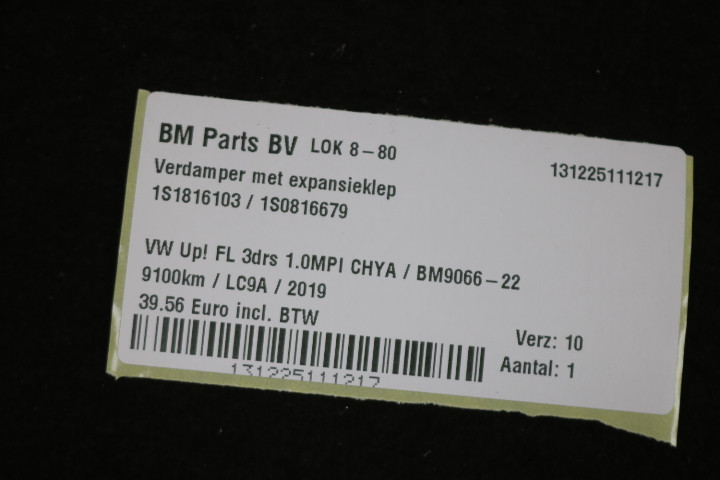 BM Parts BV LOK 8-80
131225111217
Verdamper met expansieklep
1S1816103 / 1S0816679
VW Up! FL 3drs 1.0MPI CHYA / BM9066-22
9100km / LC9A / 2019
39.56 Euro incl. BTW
Verz: 10
Aantal: 1
131225111217